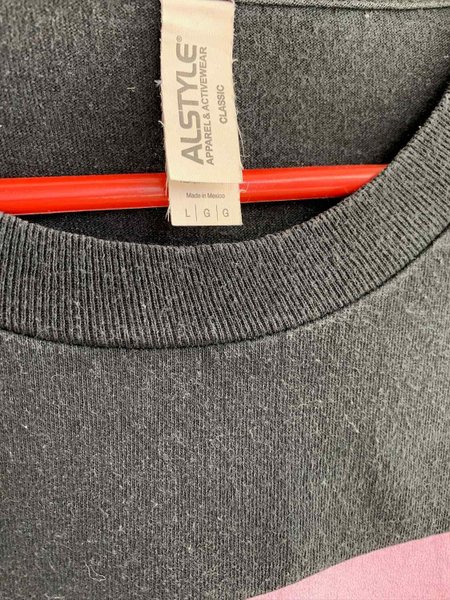 ALSTYLE®
APPAREL & ACTIVEWEAR
CLASSIC
Made in Mexico
L | G | G